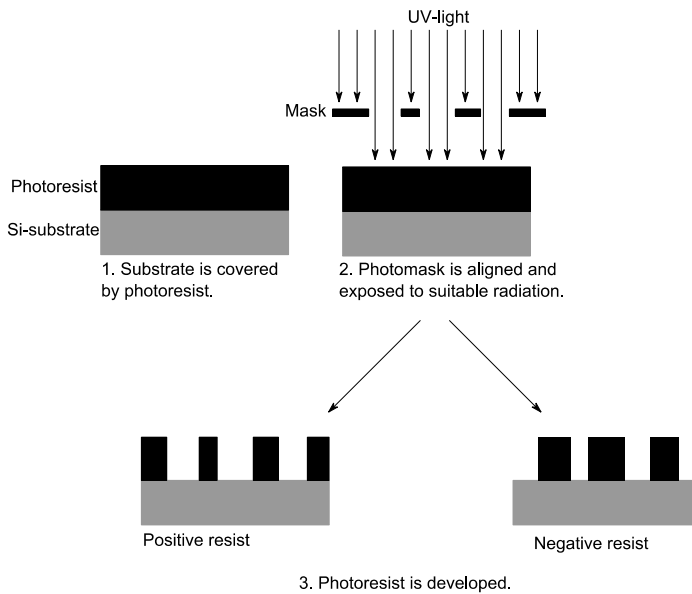 UV-light
Mask
Photoresist
Si-substrate
1. Substrate is covered
by photoresist.
2. Photomask is aligned and
exposed to suitable radiation.
Positive resist
Negative resist
3. Photoresist is developed.